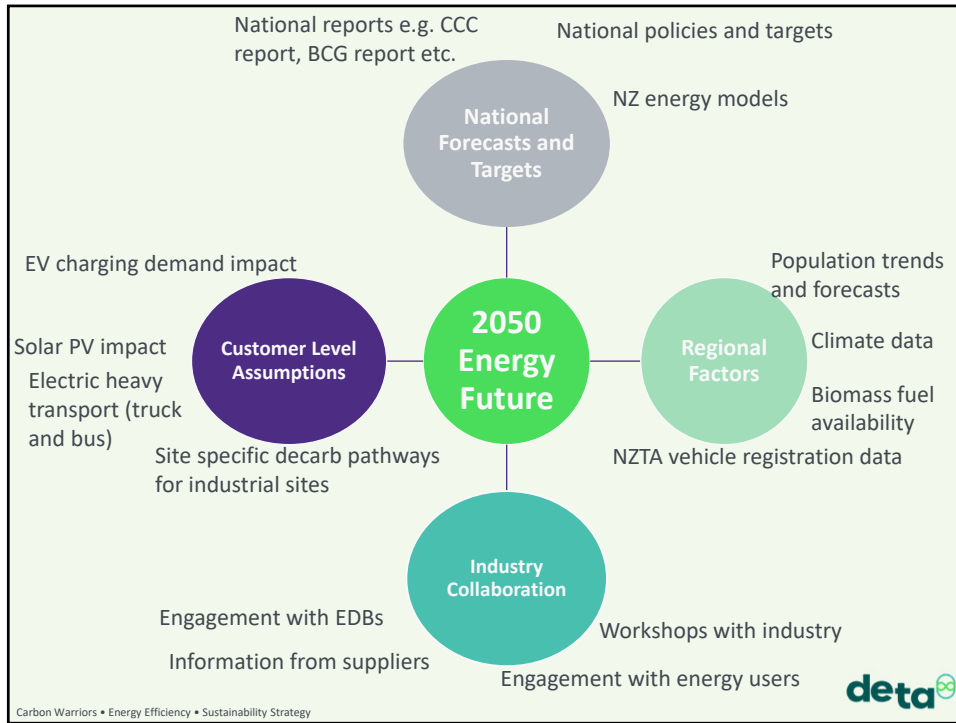 National reports e.g. CCC
report, BCG report etc.
National policies and targets
NZ energy models
National
Forecasts and
Targets
EV charging demand impact
Solar PV impact
Electric heavy
transport (truck
and bus)
Site specific decarb pathways
for industrial sites
Customer Level
Assumptions
2050
Energy
Future
Regional
Factors
Population trends
and forecasts
Climate data
Biomass fuel
availability
NZTA vehicle registration data
Industry
Collaboration
Engagement with EDBs
Information from suppliers
Workshops with industry
Engagement with energy users
Carbon Warriors • Energy Efficiency • Sustainability Strategy
deta